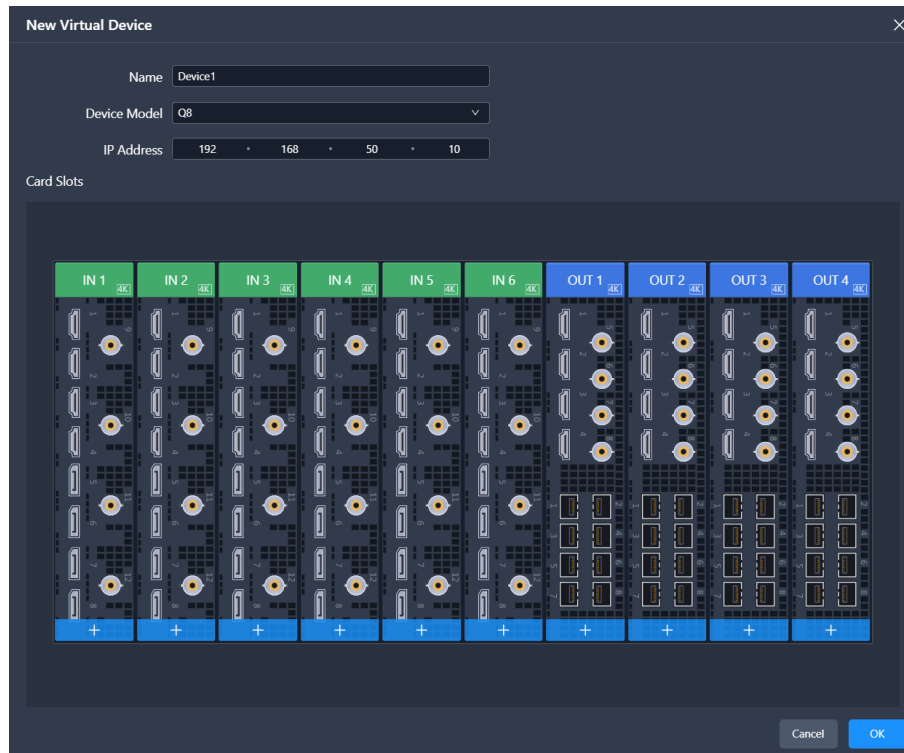 New Virtual Device
Name Device1
Device Model Q8
IP Address 192 . 168 . 50 . 10
Card Slots
IN 1 4K IN 2 4K IN 3 4K IN 4 4K IN 5 4K IN 6 4K OUT 1 4K OUT 2 4K OUT 3 4K OUT 4 4K
+ + + + + + + + + +
Cancel OK